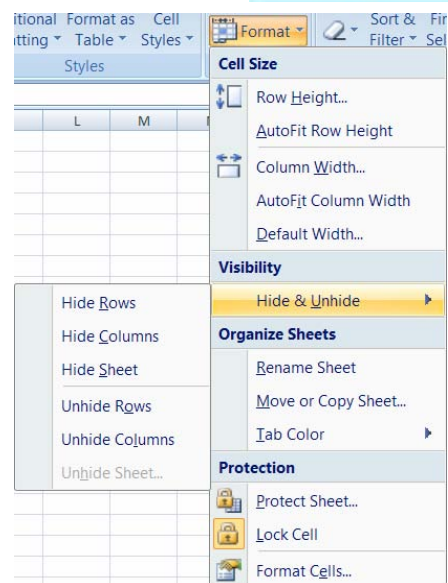 itional Format as Cell Format Sort & Fin
tting Table Styles Filter Sel
Styles
Cell Size
Row Height...
L M
AutoFit Row Height
Column Width...
AutoFit Column Width
Default Width...
Visibility
Hide & Unhide
Hide Rows
Hide Columns
Hide Sheet
Unhide Rows
Unhide Columns
Unhide Sheet...
Organize Sheets
Rename Sheet
Move or Copy Sheet...
Tab Color
Protection
Protect Sheet...
Lock Cell
Format Cells...